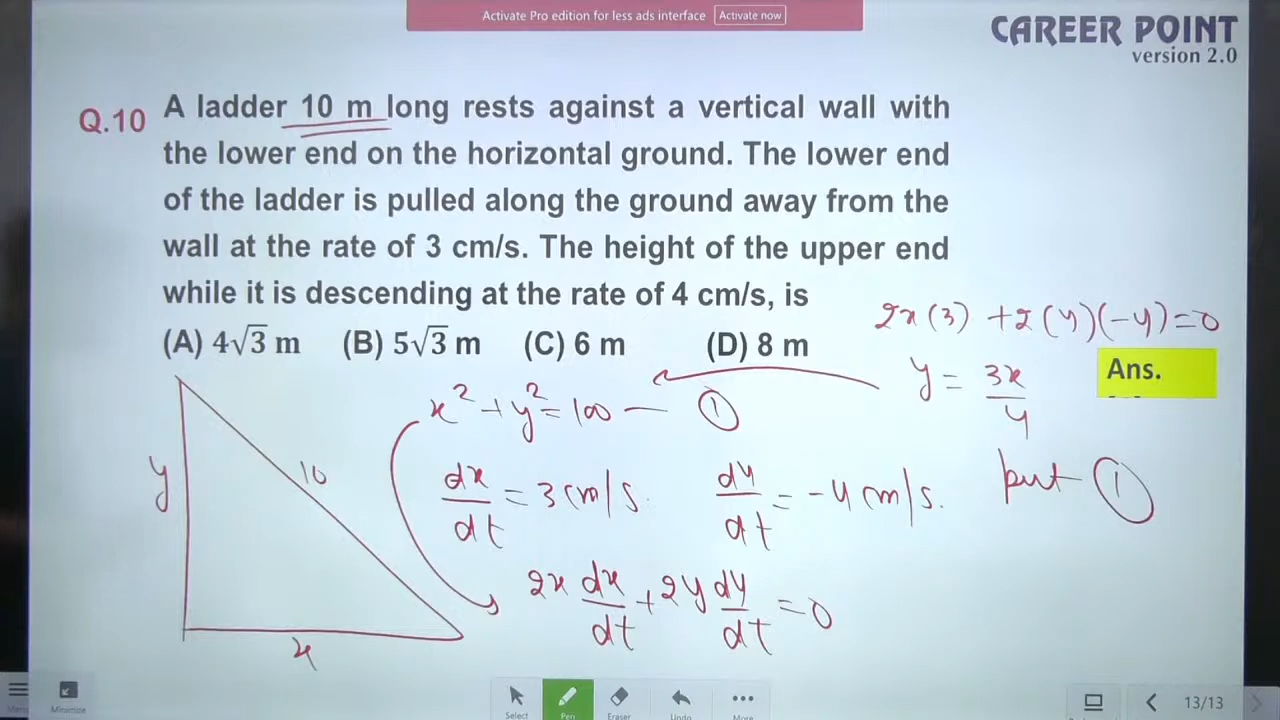 Activate Pro edition for less ads interface Activate now
CAREER POINT
version 2.0
Q.10 A ladder 10 m long rests against a vertical wall with
the lower end on the horizontal ground. The lower end
of the ladder is pulled along the ground away from the
wall at the rate of 3 cm/s. The height of the upper end
while it is descending at the rate of 4 cm/s, is
(A) 4√3 m (B) 5√3 m (C) 6 m (D) 8 m
2x(3) + 2(y)(-4) = 0
y = 3x/4
Ans.
x² + y² = 100 — ①
y
10
x
dx/dt = 3 cm/s. dy/dt = -4 cm/s.
put ①
2x dx/dt + 2y dy/dt = 0
Menu
Minimize
Select
Pen
Eraser
Undo
More
13/13